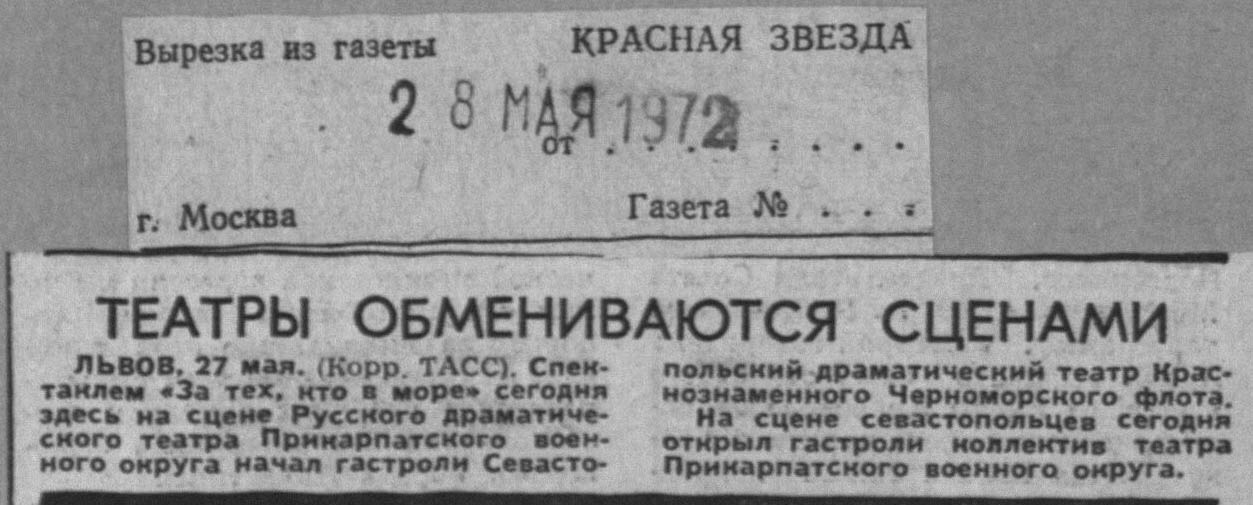 Вырезка из газеты КРАСНАЯ ЗВЕЗДА
28 МАЯ 1972
от . . . . . . . .
г. Москва Газета № . . .
ТЕАТРЫ ОБМЕНИВАЮТСЯ СЦЕНАМИ
ЛЬВОВ, 27 мая. (Корр. ТАСС). Спек-
таклем «За тех, кто в море» сегодня
здесь на сцене Русского драматиче-
ского театра Прикарпатского воен-
ного округа начал гастроли Севасто-
польский драматический театр Крас-
нознаменного Черноморского флота.
На сцене севастопольцев сегодня
открыл гастроли коллектив театра
Прикарпатского военного округа.